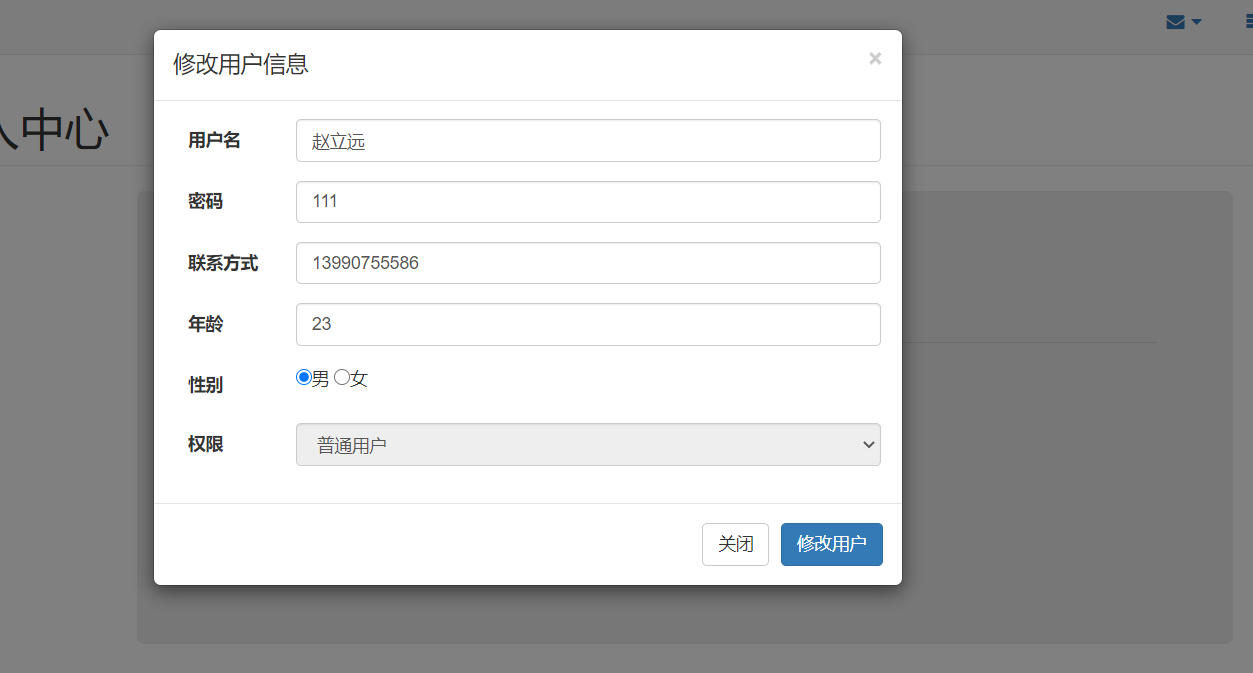 修改用户信息 ×
人中心
用户名 赵立远
密码 111
联系方式 13990755586
年龄 23
性别 男 女
权限 普通用户
关闭 修改用户